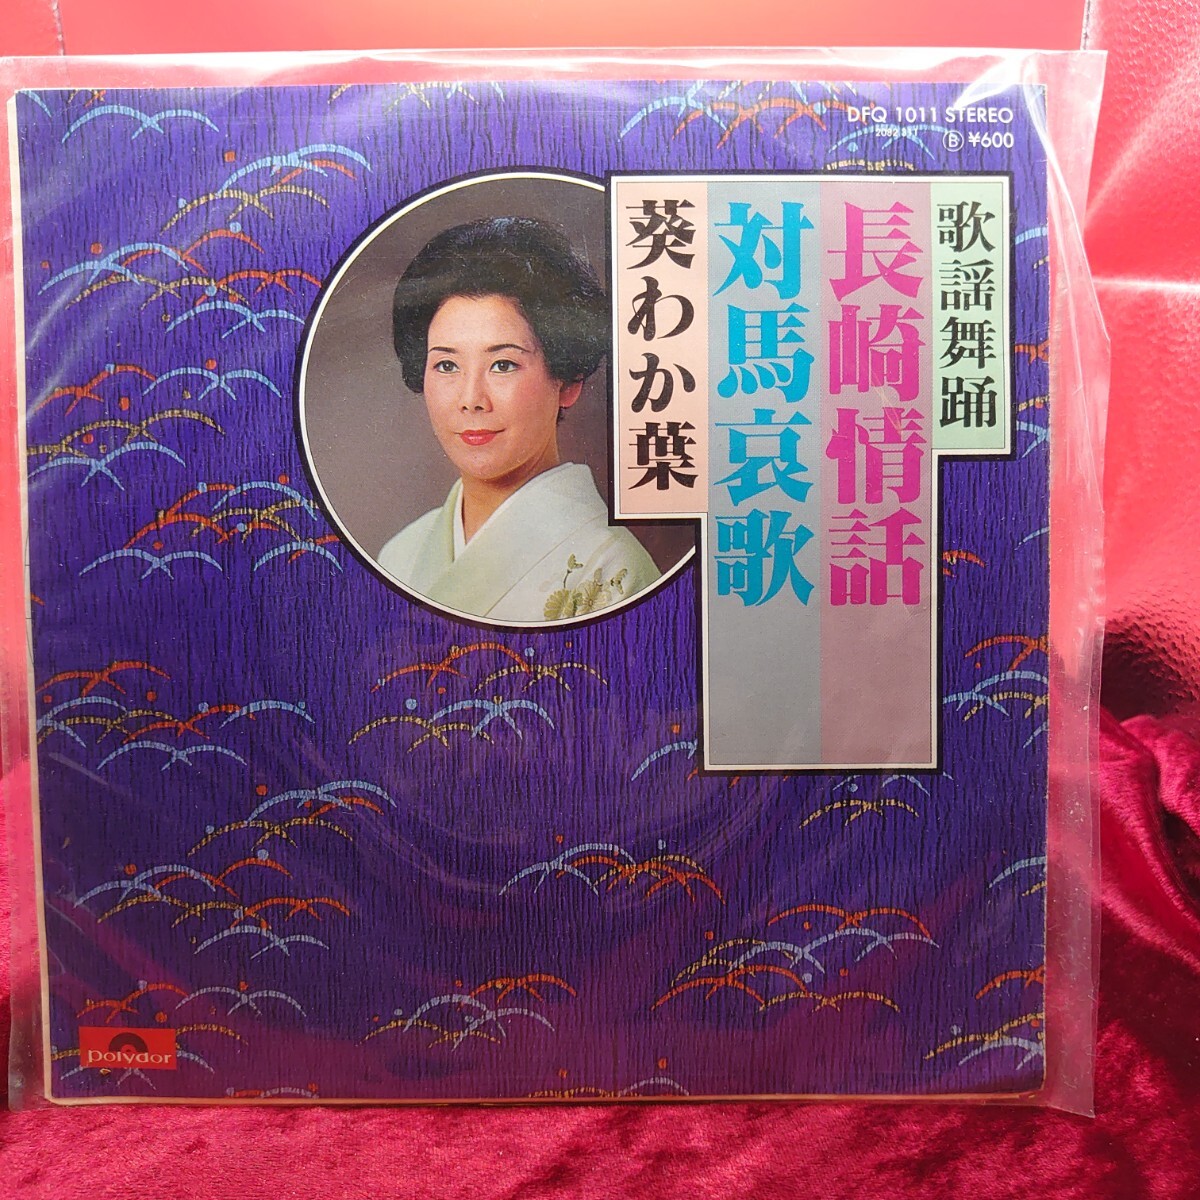 DFQ 1011 STEREO
Ⓑ ¥600
歌謡舞踊
長崎情話
対馬哀歌
葵わか葉
polydor